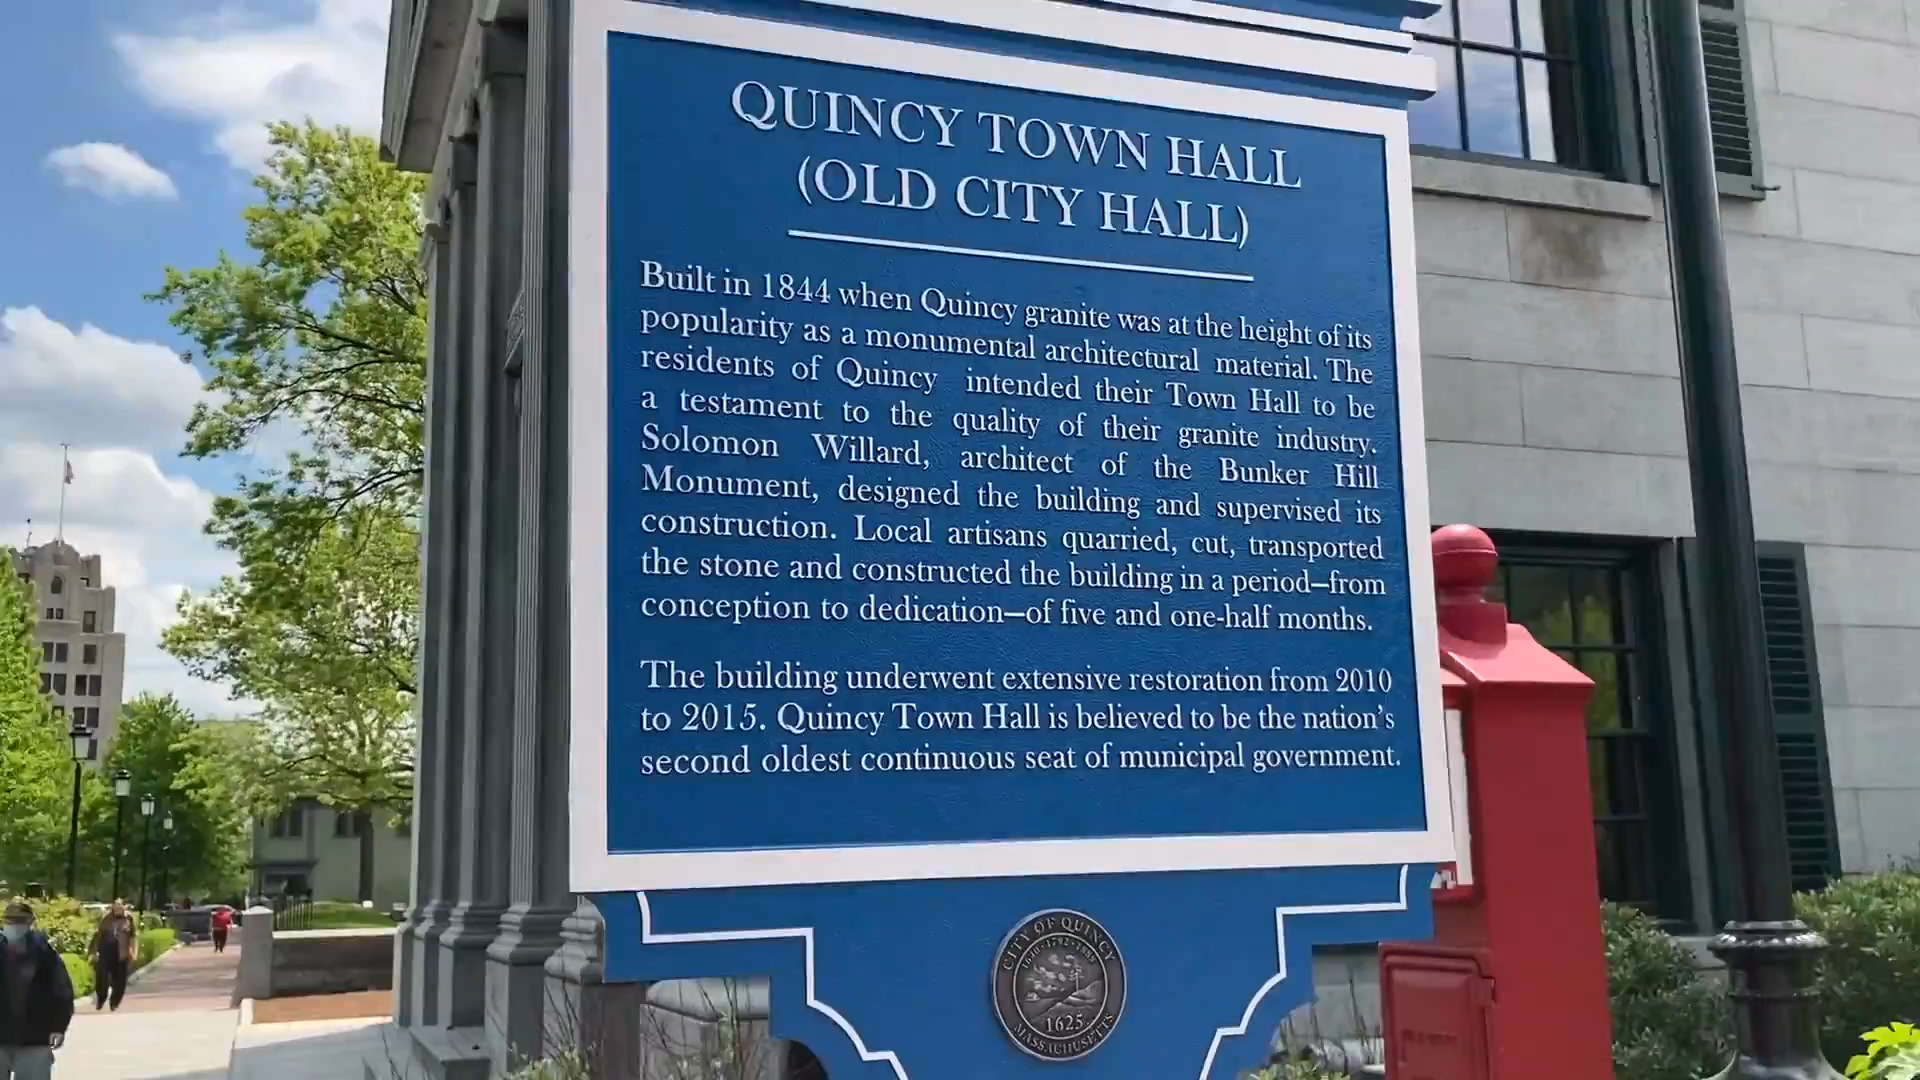 QUINCY TOWN HALL
(OLD CITY HALL)
Built in 1844 when Quincy granite was at the height of its
popularity as a monumental architectural material. The
residents of Quincy intended their Town Hall to be
a testament to the quality of their granite industry.
Solomon Willard, architect of the Bunker Hill
Monument, designed the building and supervised its
construction. Local artisans quarried, cut, transported
the stone and constructed the building in a period—from
conception to dedication—of five and one-half months.
The building underwent extensive restoration from 2010
to 2015. Quincy Town Hall is believed to be the nation's
second oldest continuous seat of municipal government.
CITY OF QUINCY
1625
MASSACHUSETTS